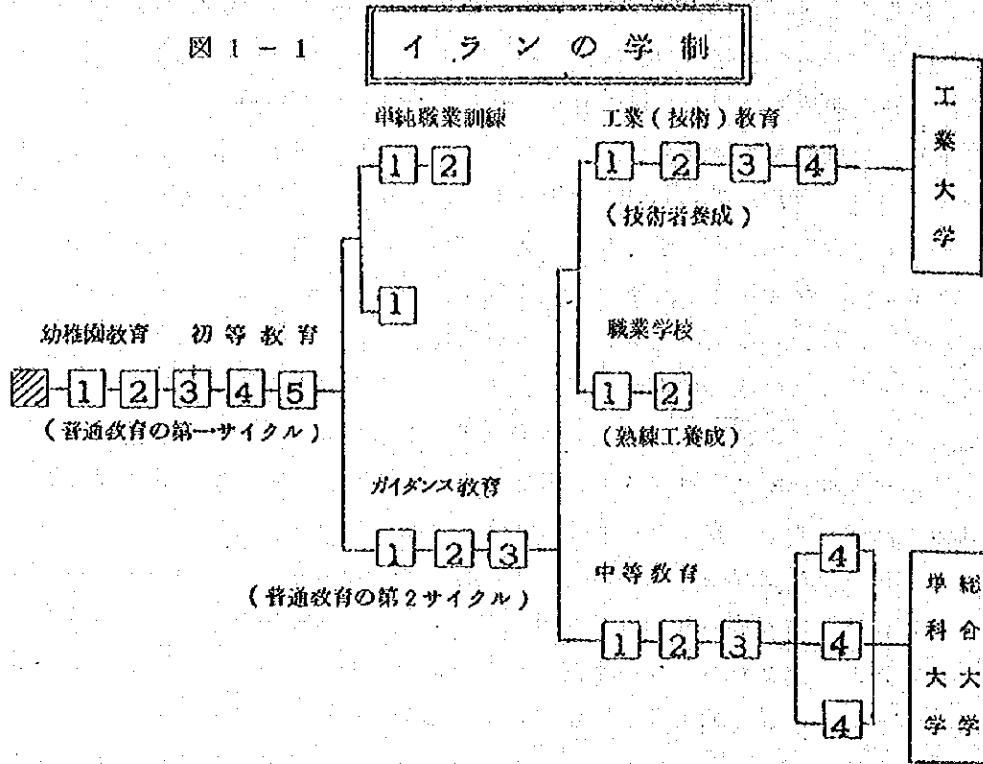 図1-1 イランの学制
単純職業訓練
1 2
1
工業(技術)教育
1 2 3 4
(技術者養成)
工業大学
幼稚園教育 初等教育
1 2 3 4 5
(普通教育の第一サイクル)
職業学校
1 2
(熟練工養成)
ガイダンス教育
1 2 3
(普通教育の第2サイクル)
中等教育
1 2 3
4
4
4
総合大学
単科大学